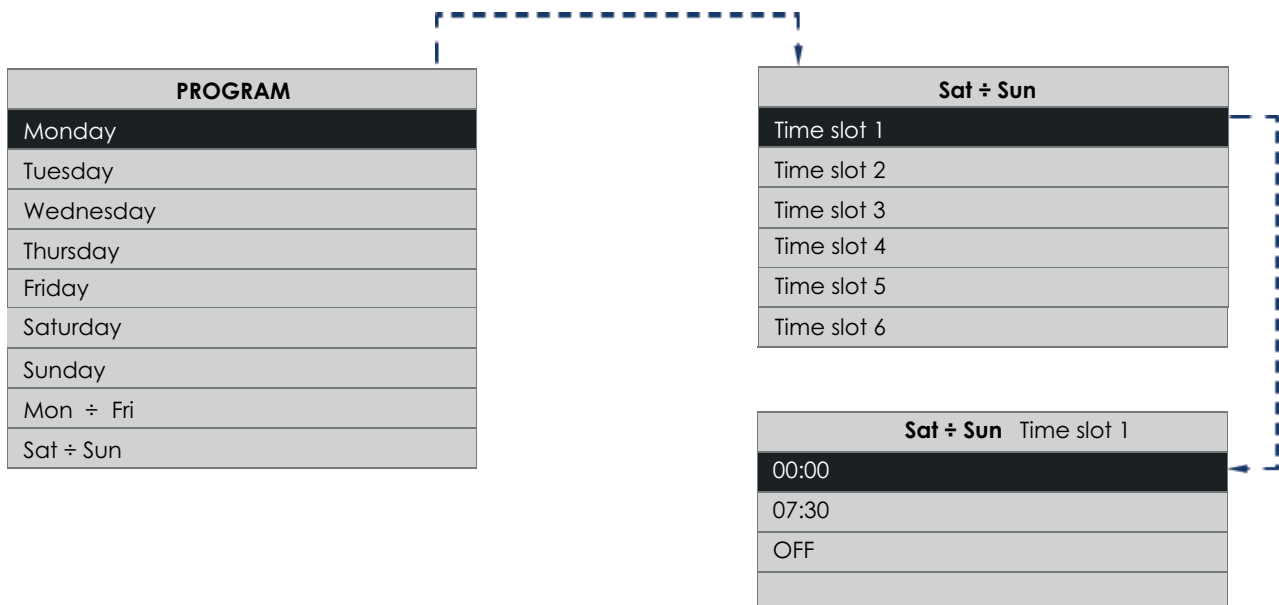 PROGRAM
Monday
Tuesday
Wednesday
Thursday
Friday
Saturday
Sunday
Mon ÷ Fri
Sat ÷ Sun
Sat ÷ Sun
Time slot 1
Time slot 2
Time slot 3
Time slot 4
Time slot 5
Time slot 6
Sat ÷ Sun Time slot 1
00:00
07:30
OFF